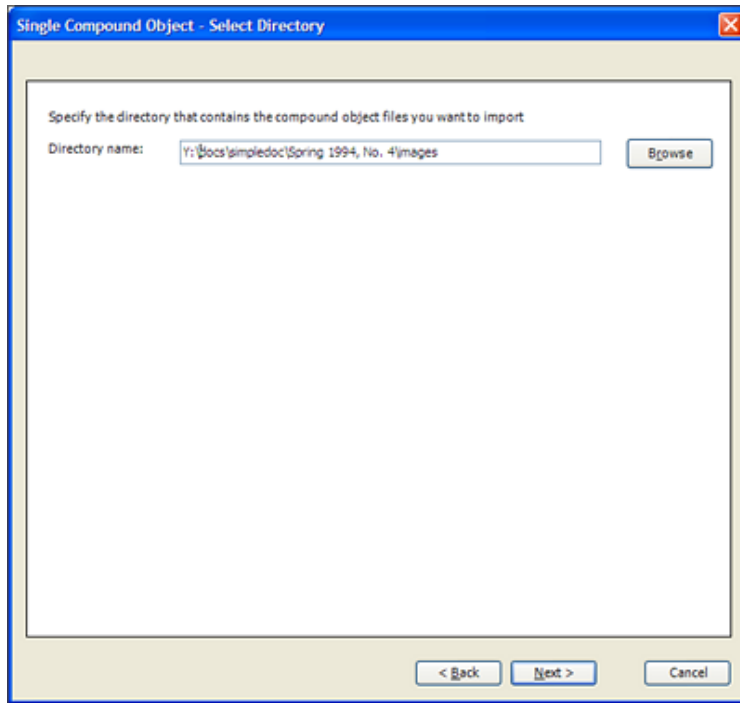 Single Compound Object - Select Directory
Specify the directory that contains the compound object files you want to import
Directory name:
Y:\docs\simpledoc\Spring 1994, No. 4\images
Browse
< Back
Next >
Cancel